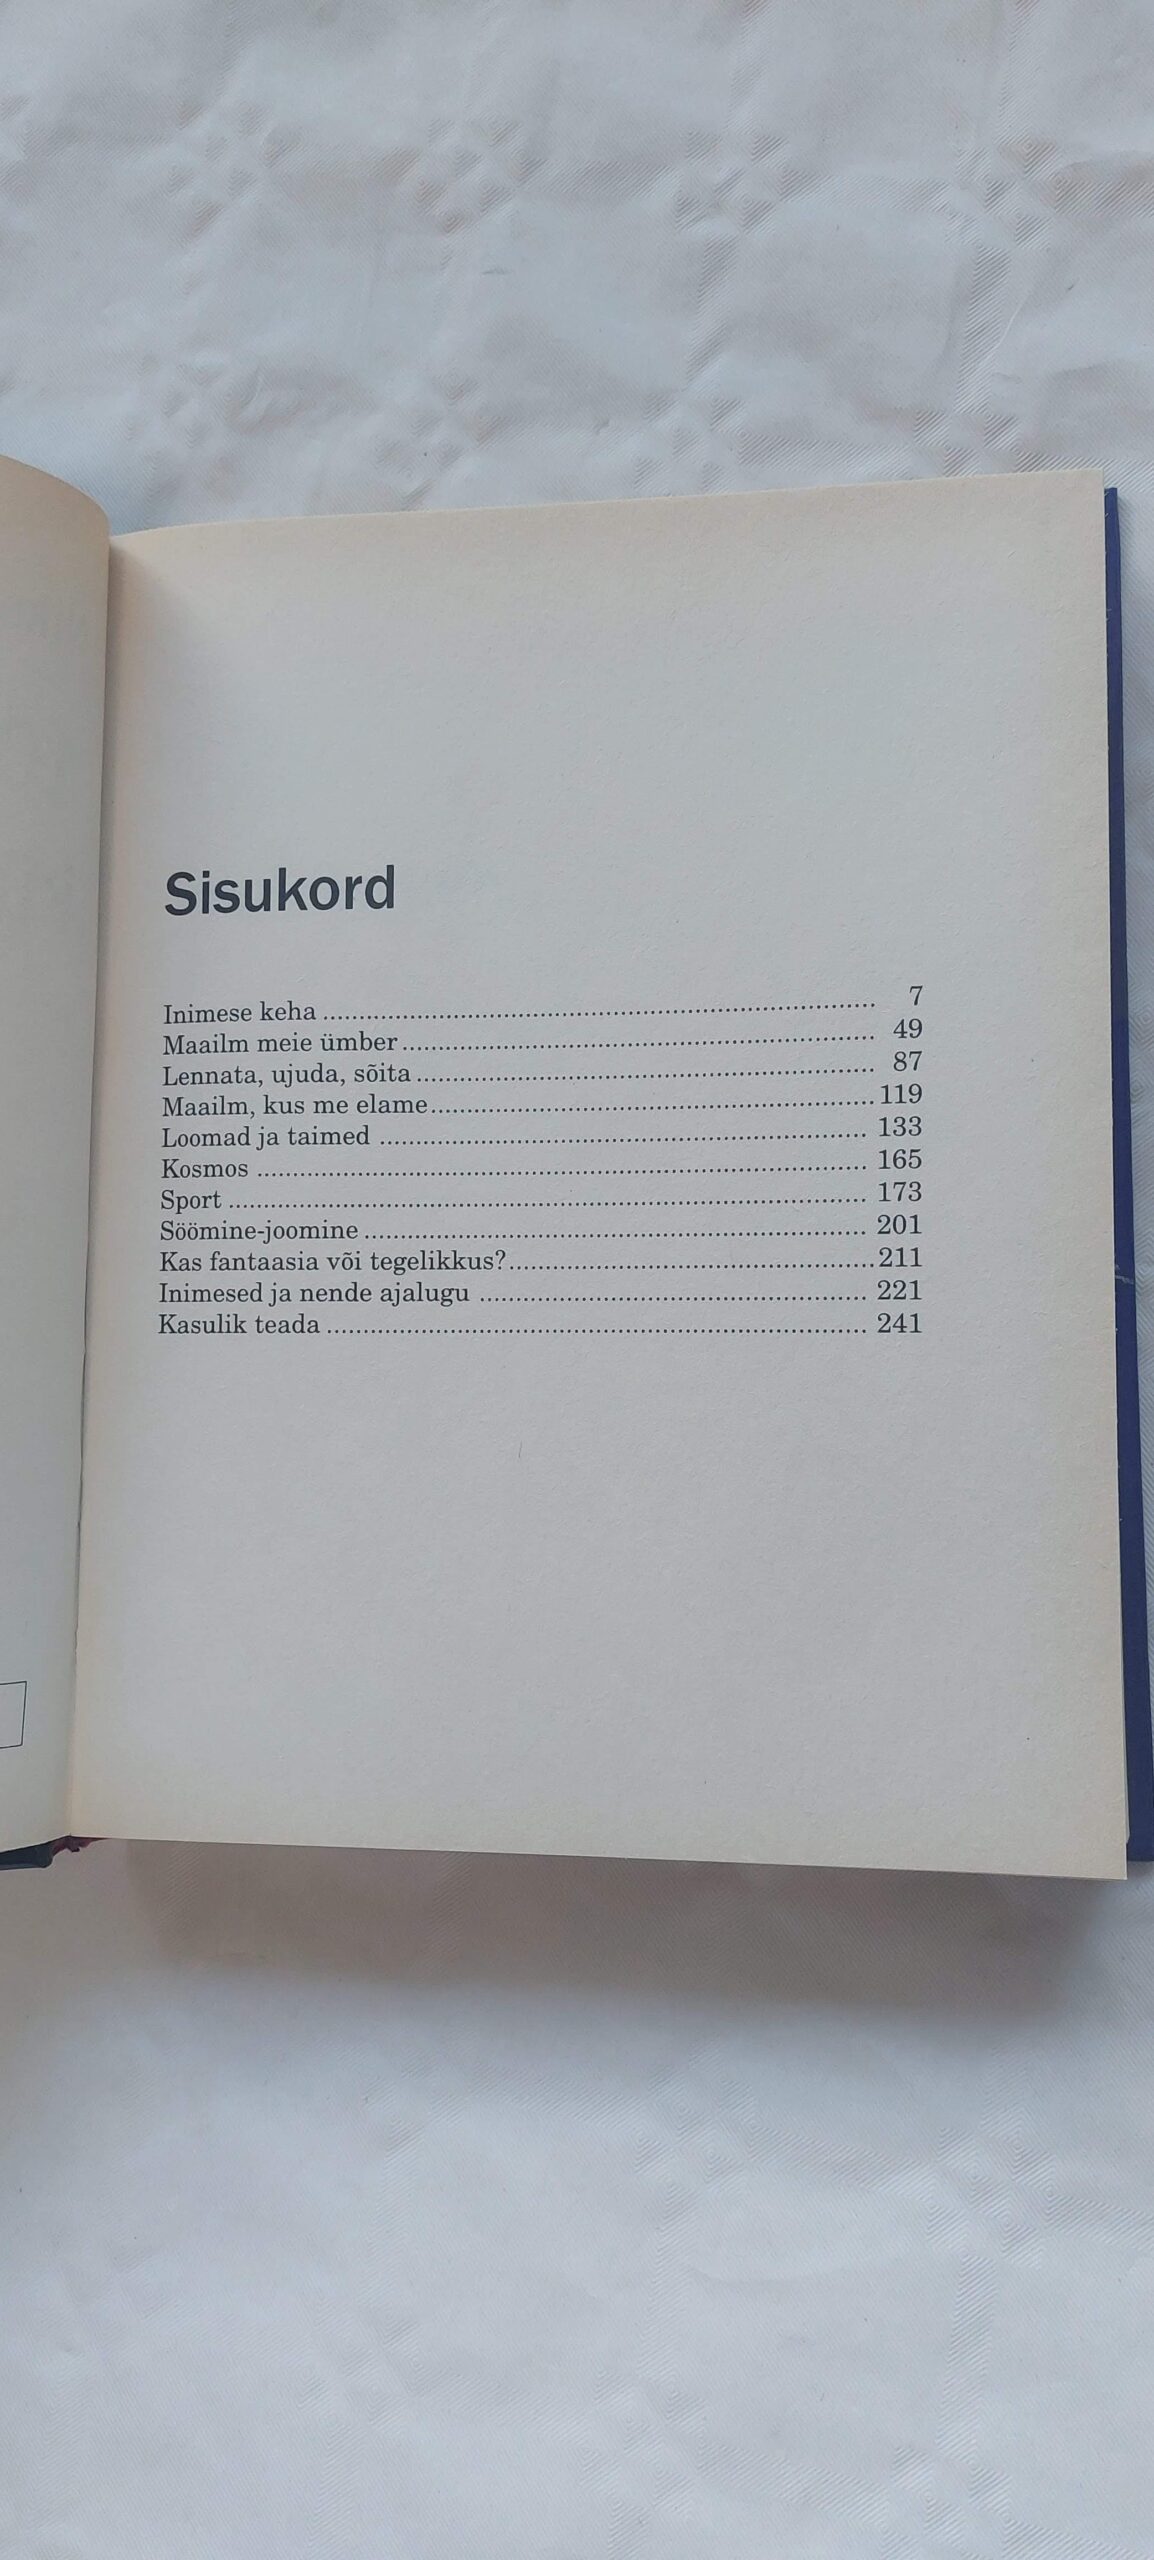 Sisukord
Inimese keha ........................................ 7
Maailm meie ümber ........................................ 49
Lennata, ujuda, sõita ........................................ 87
Maailm, kus me elame ........................................ 119
Loomad ja taimed ........................................ 133
Kosmos ........................................ 165
Sport ........................................ 173
Söömine-joomine ........................................ 201
Kas fantaasia või tegelikkus? ........................................ 211
Inimesed ja nende ajalugu ........................................ 221
Kasulik teada ........................................ 241